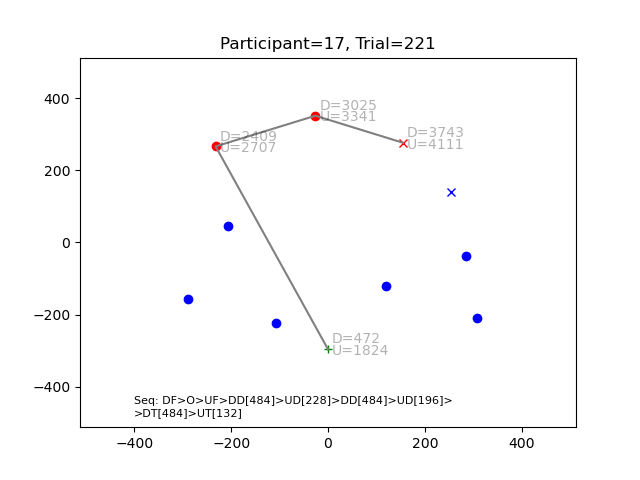 Participant=17, Trial=221
D=3025
U=3341
D=3743
U=4111
D=2409
U=2707
D=472
U=1824
Seq: DF>O>UF>DD[484]>UD[228]>DD[484]>UD[196]>
>DT[484]>UT[132]
400
200
0
−200
−400
−400
−200
0
200
400